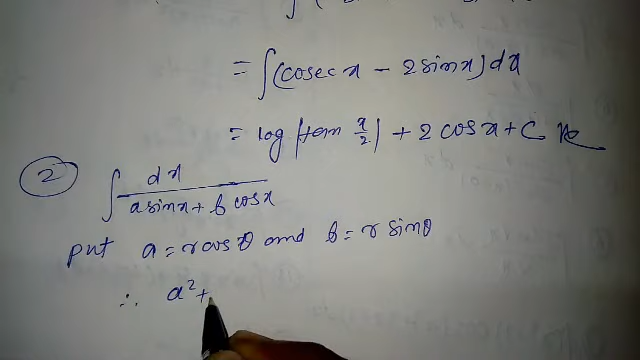 = ∫(cosec x − 2 sin x) dx
= log |tan x/2| + 2 cos x + C
② ∫ dx / (a sin x + b cos x)
put a = r cos θ and b = r sin θ
∴ a² +